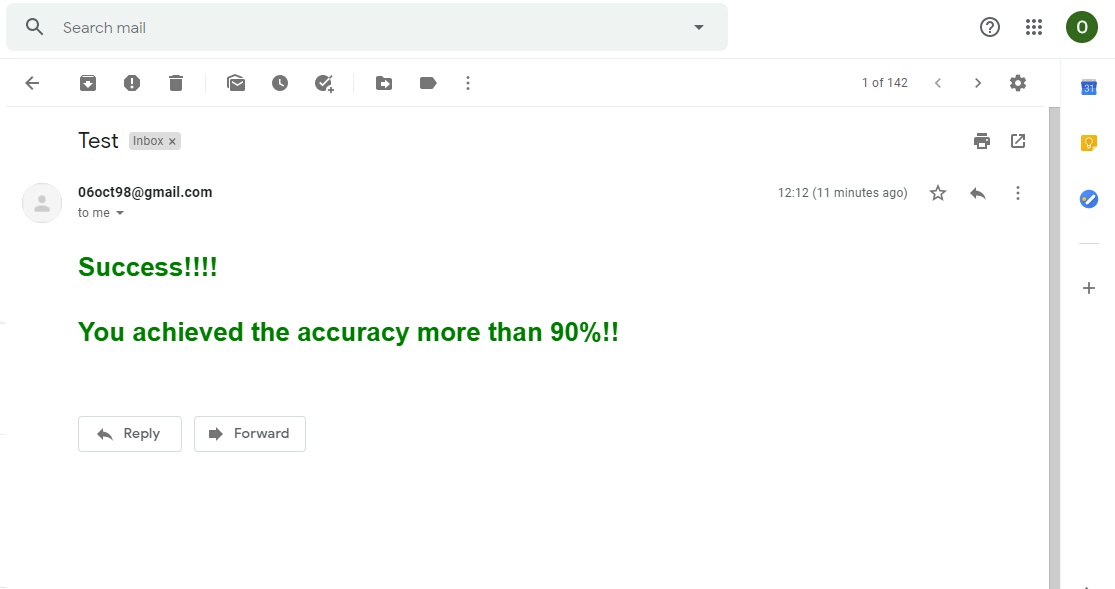 Search mail
O
1 of 142
31
Test Inbox x
06oct98@gmail.com 12:12 (11 minutes ago)
to me
Success!!!!
You achieved the accuracy more than 90%!!
Reply Forward